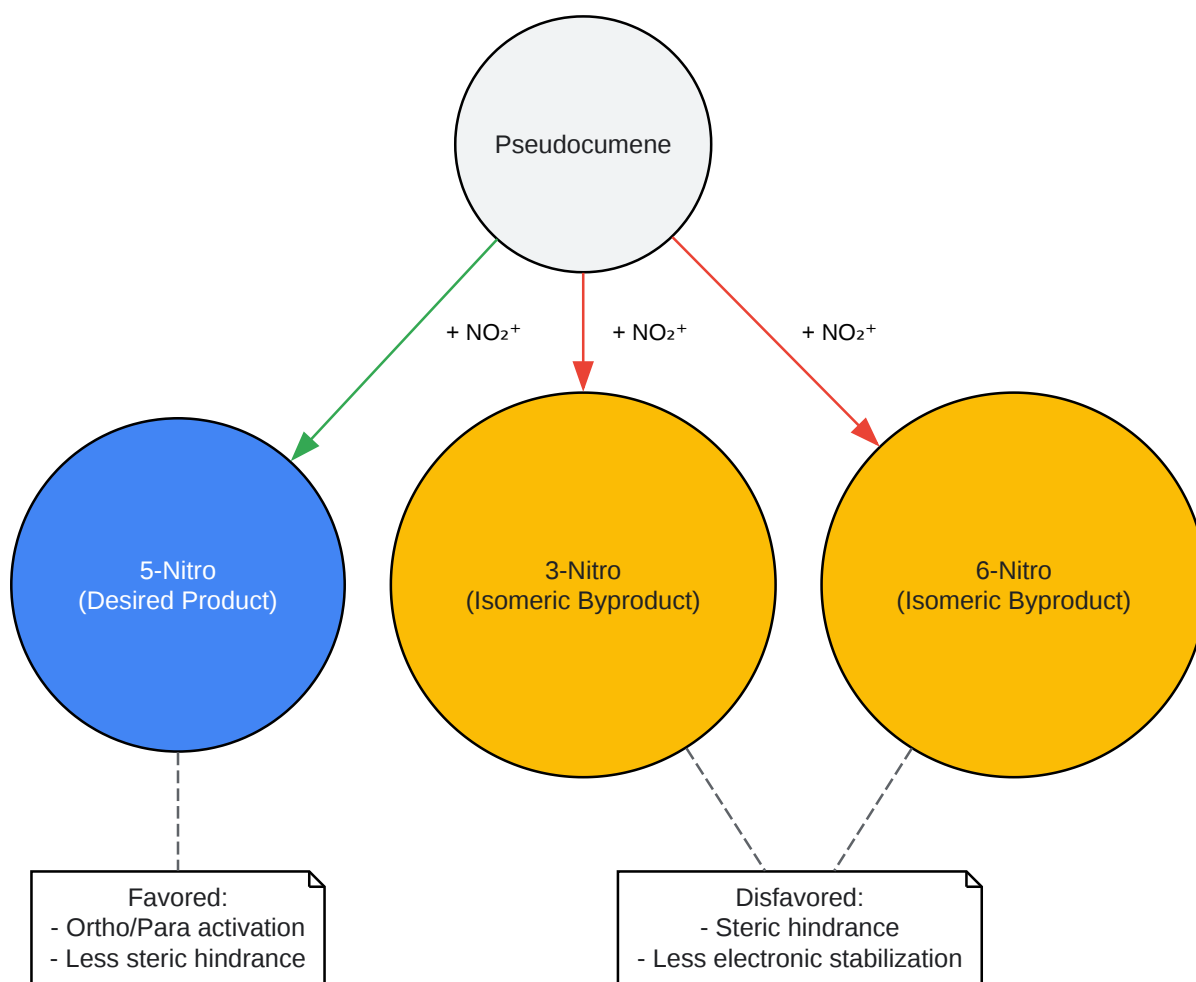 Pseudocumene
+ NO₂⁺
+ NO₂⁺
+ NO₂⁺
5-Nitro
(Desired Product)
3-Nitro
(Isomeric Byproduct)
6-Nitro
(Isomeric Byproduct)
Favored:
- Ortho/Para activation
- Less steric hindrance
Disfavored:
- Steric hindrance
- Less electronic stabilization